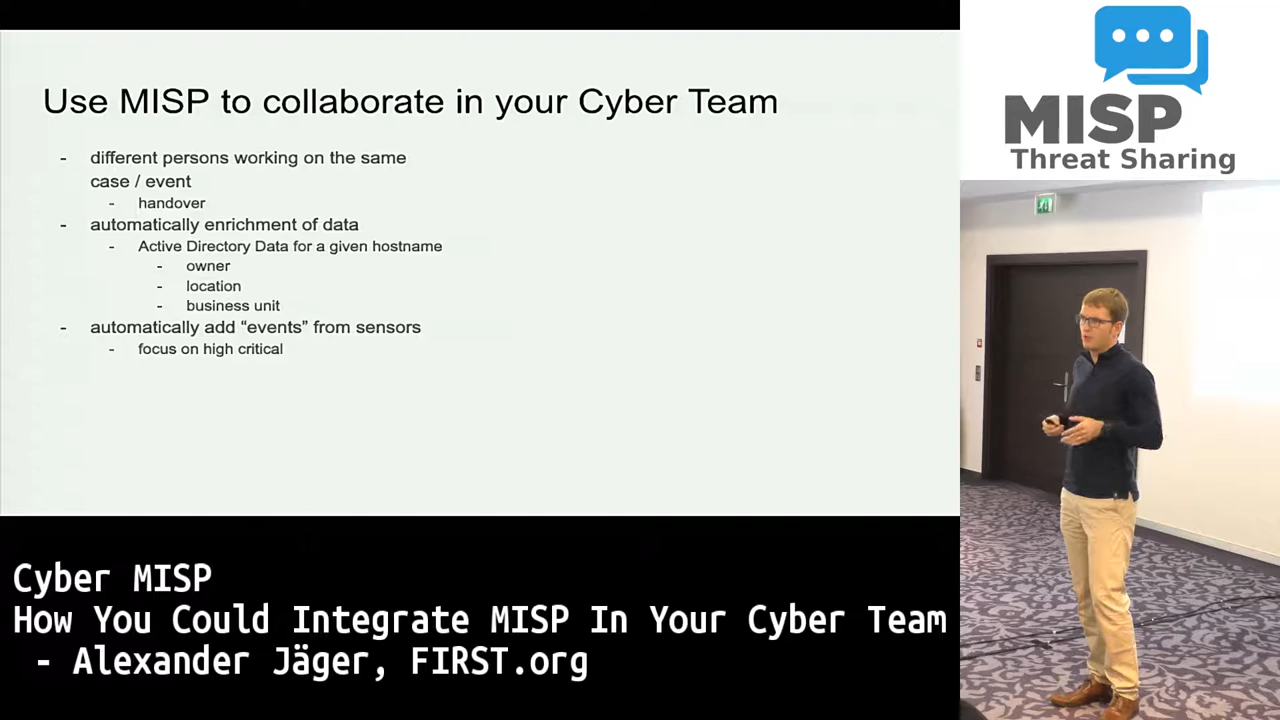 Use MISP to collaborate in your Cyber Team
- different persons working on the same
case / event
- handover
- automatically enrichment of data
- Active Directory Data for a given hostname
- owner
- location
- business unit
- automatically add “events” from sensors
- focus on high critical
MISP
Threat Sharing
Cyber MISP
How You Could Integrate MISP In Your Cyber Team
- Alexander Jäger, FIRST.org